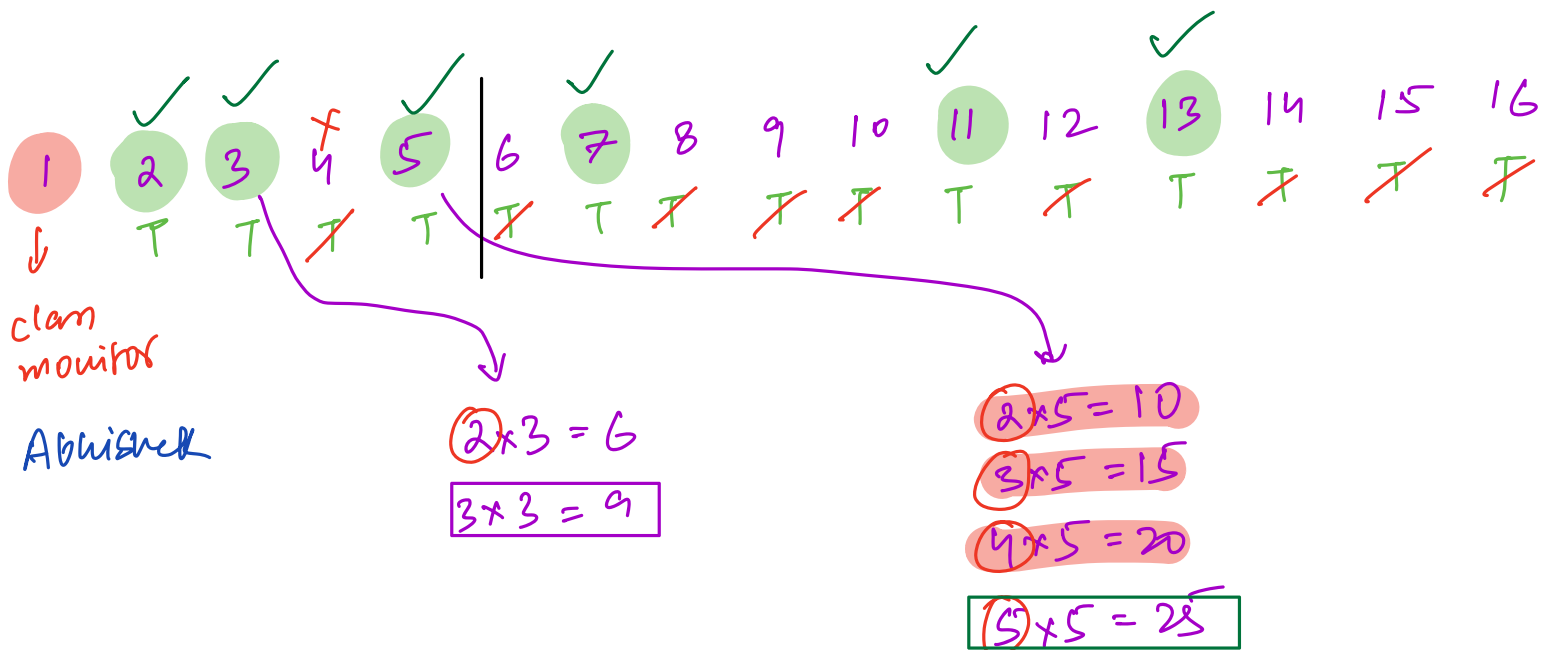 1 2 3 4 5 6 7 8 9 10 11 12 13 14 15 16
T T T T T T T T T T T T T T T
class
monitor
Abhishek
2×3 = 6
3×3 = 9
2×5 = 10
3×5 = 15
4×5 = 20
5×5 = 25